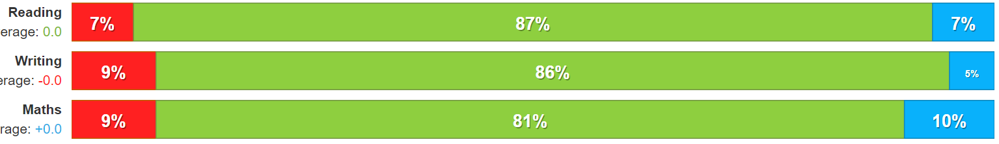 Reading 7% 87% 7%
erage: 0.0
Writing 9% 86% 5%
erage: -0.0
Maths 9% 81% 10%
rage: +0.0